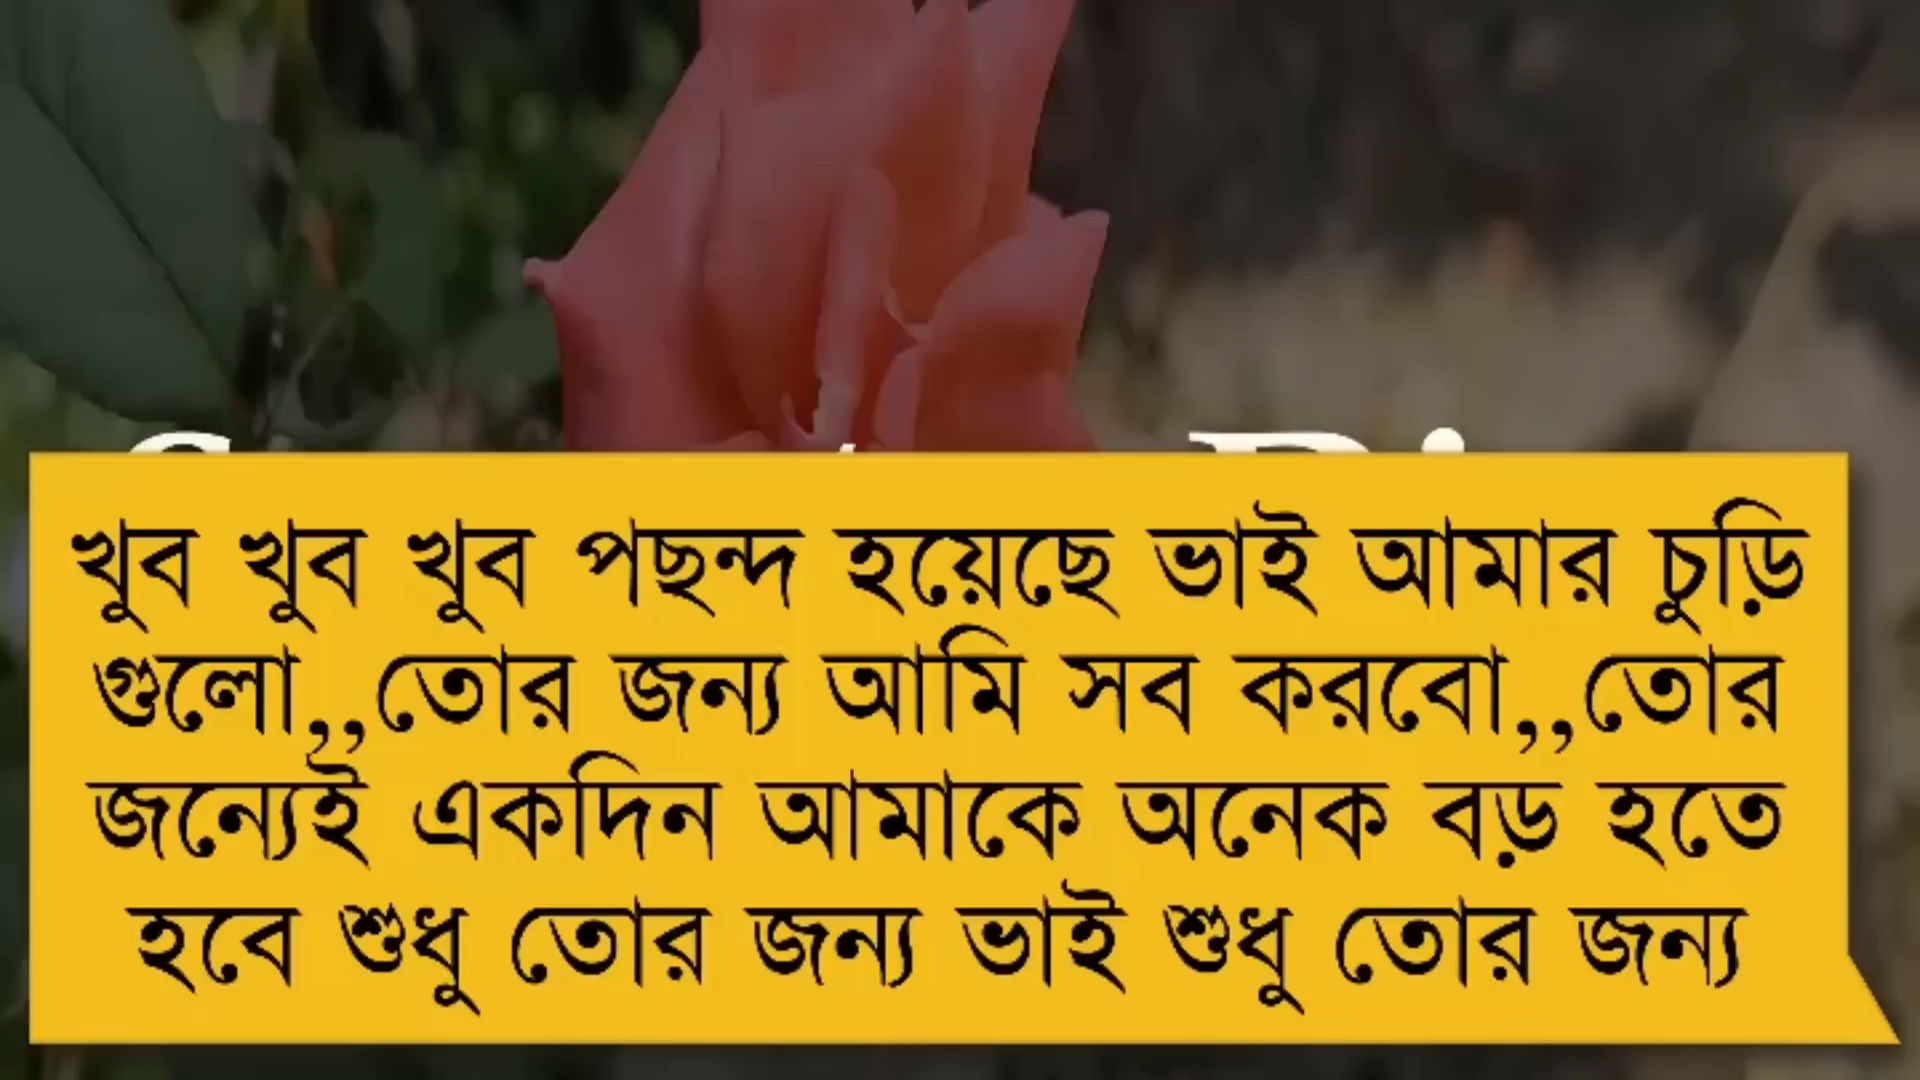 খুব খুব খুব পছন্দ হয়েছে ভাই আমার চুড়ি
গুলো,,তোর জন্য আমি সব করবো,,তোর
জন্যেই একদিন আমাকে অনেক বড় হতে
হবে শুধু তোর জন্য ভাই শুধু তোর জন্য